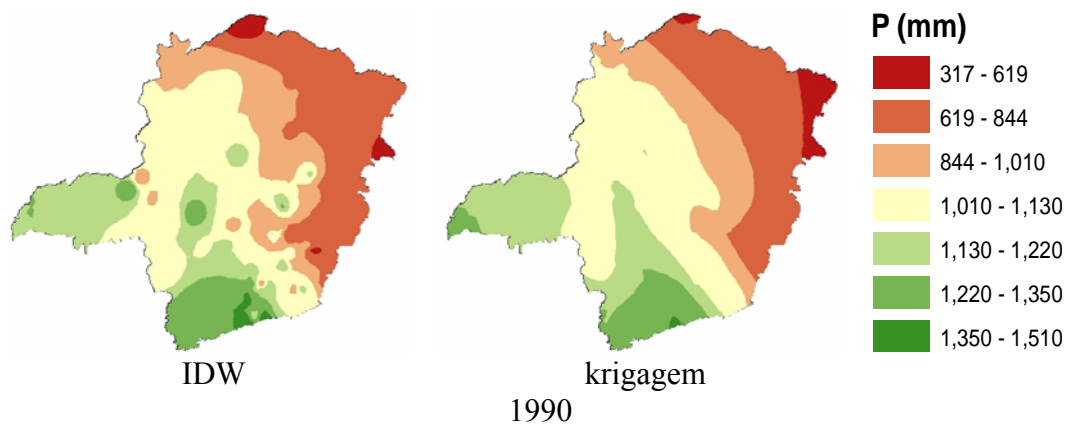 P (mm)
317 - 619
619 - 844
844 - 1,010
1,010 - 1,130
1,130 - 1,220
1,220 - 1,350
1,350 - 1,510
IDW
krigagem
1990